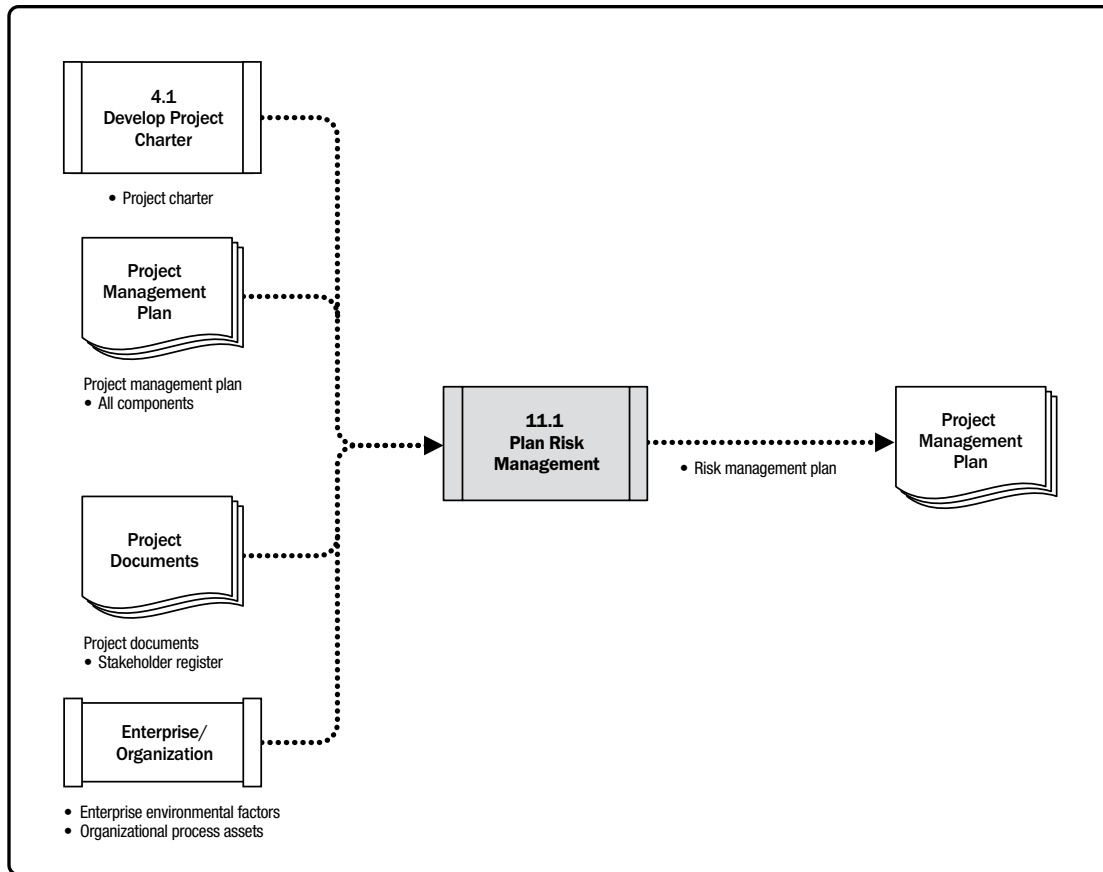 4.1
Develop Project
Charter
• Project charter
Project
Management
Plan
Project management plan
• All components
Project
Documents
Project documents
• Stakeholder register
Enterprise/
Organization
• Enterprise environmental factors
• Organizational process assets
11.1
Plan Risk
Management
• Risk management plan
Project
Management
Plan